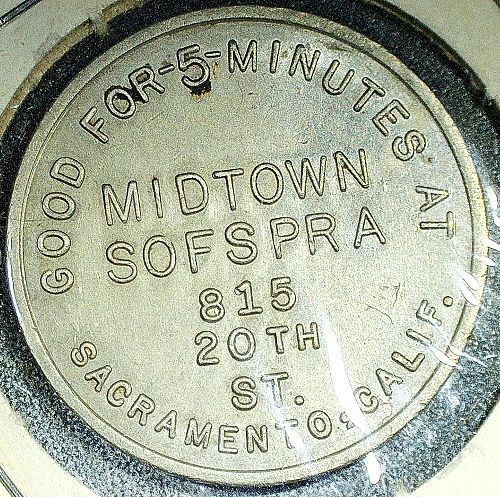 GOOD FOR-5-MINUTES AT
MIDTOWN
SOFSPRA
815
20TH
ST.
SACRAMENTO, CALIF.